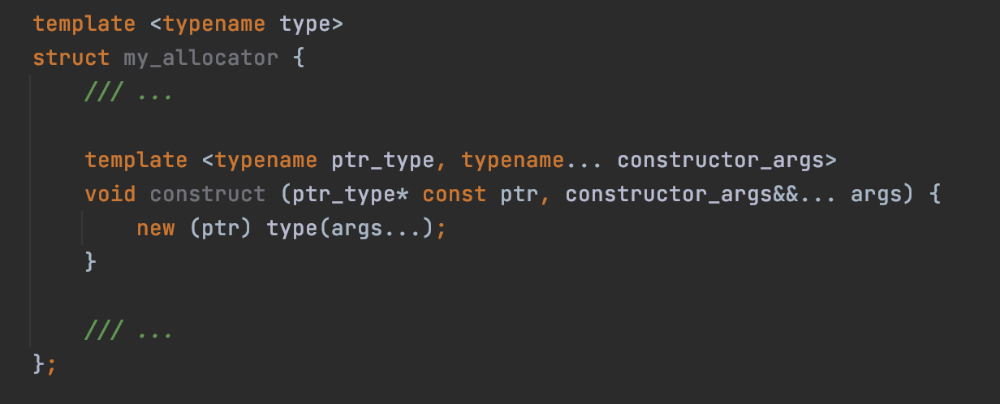 template <typename type>
struct my_allocator {
/// ...
template <typename ptr_type, typename... constructor_args>
void construct (ptr_type* const ptr, constructor_args&&... args) {
new (ptr) type(args...);
}
/// ...
};